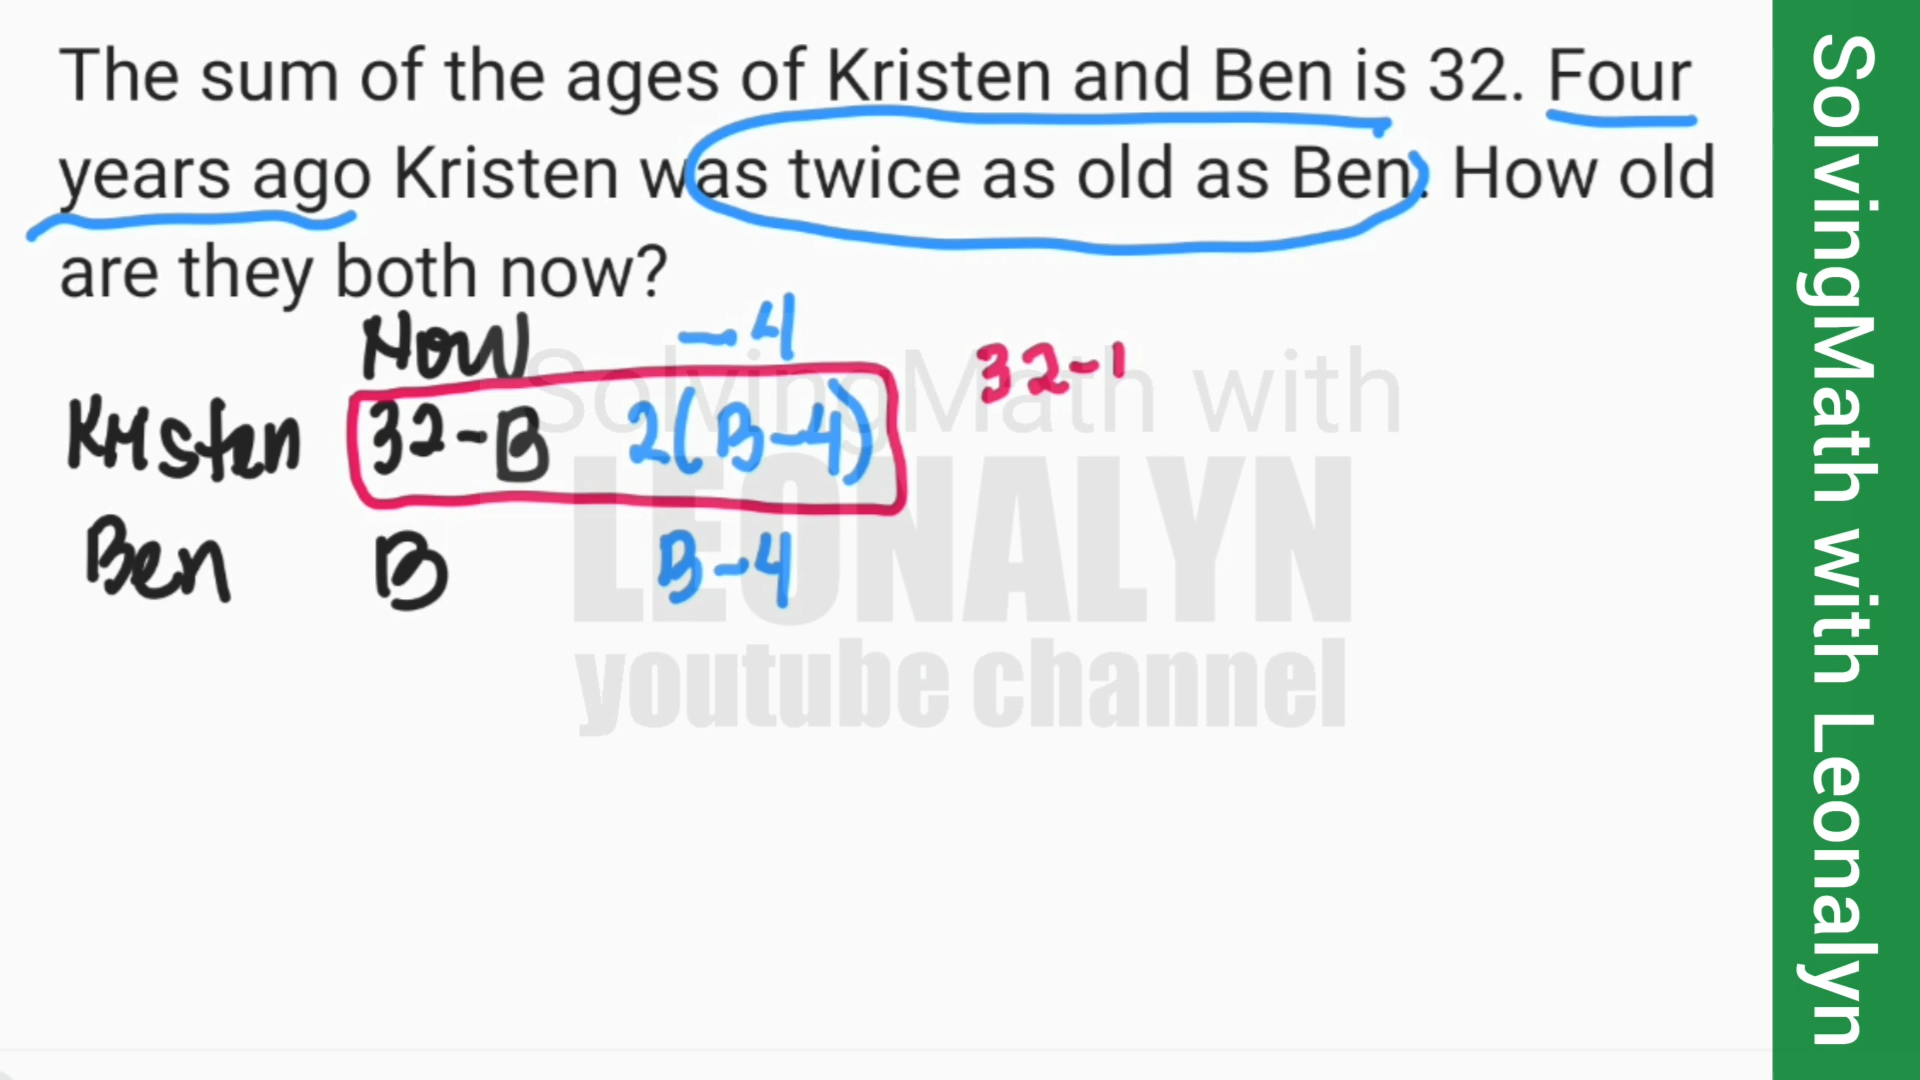 The sum of the ages of Kristen and Ben is 32. Four
years ago Kristen was twice as old as Ben. How old
are they both now?
Now -4
Kristen 32-B 2(B-4) 32-1
Ben B B-4
SolvingMath with
LEONALYN
youtube channel
SolvingMath with Leonalyn